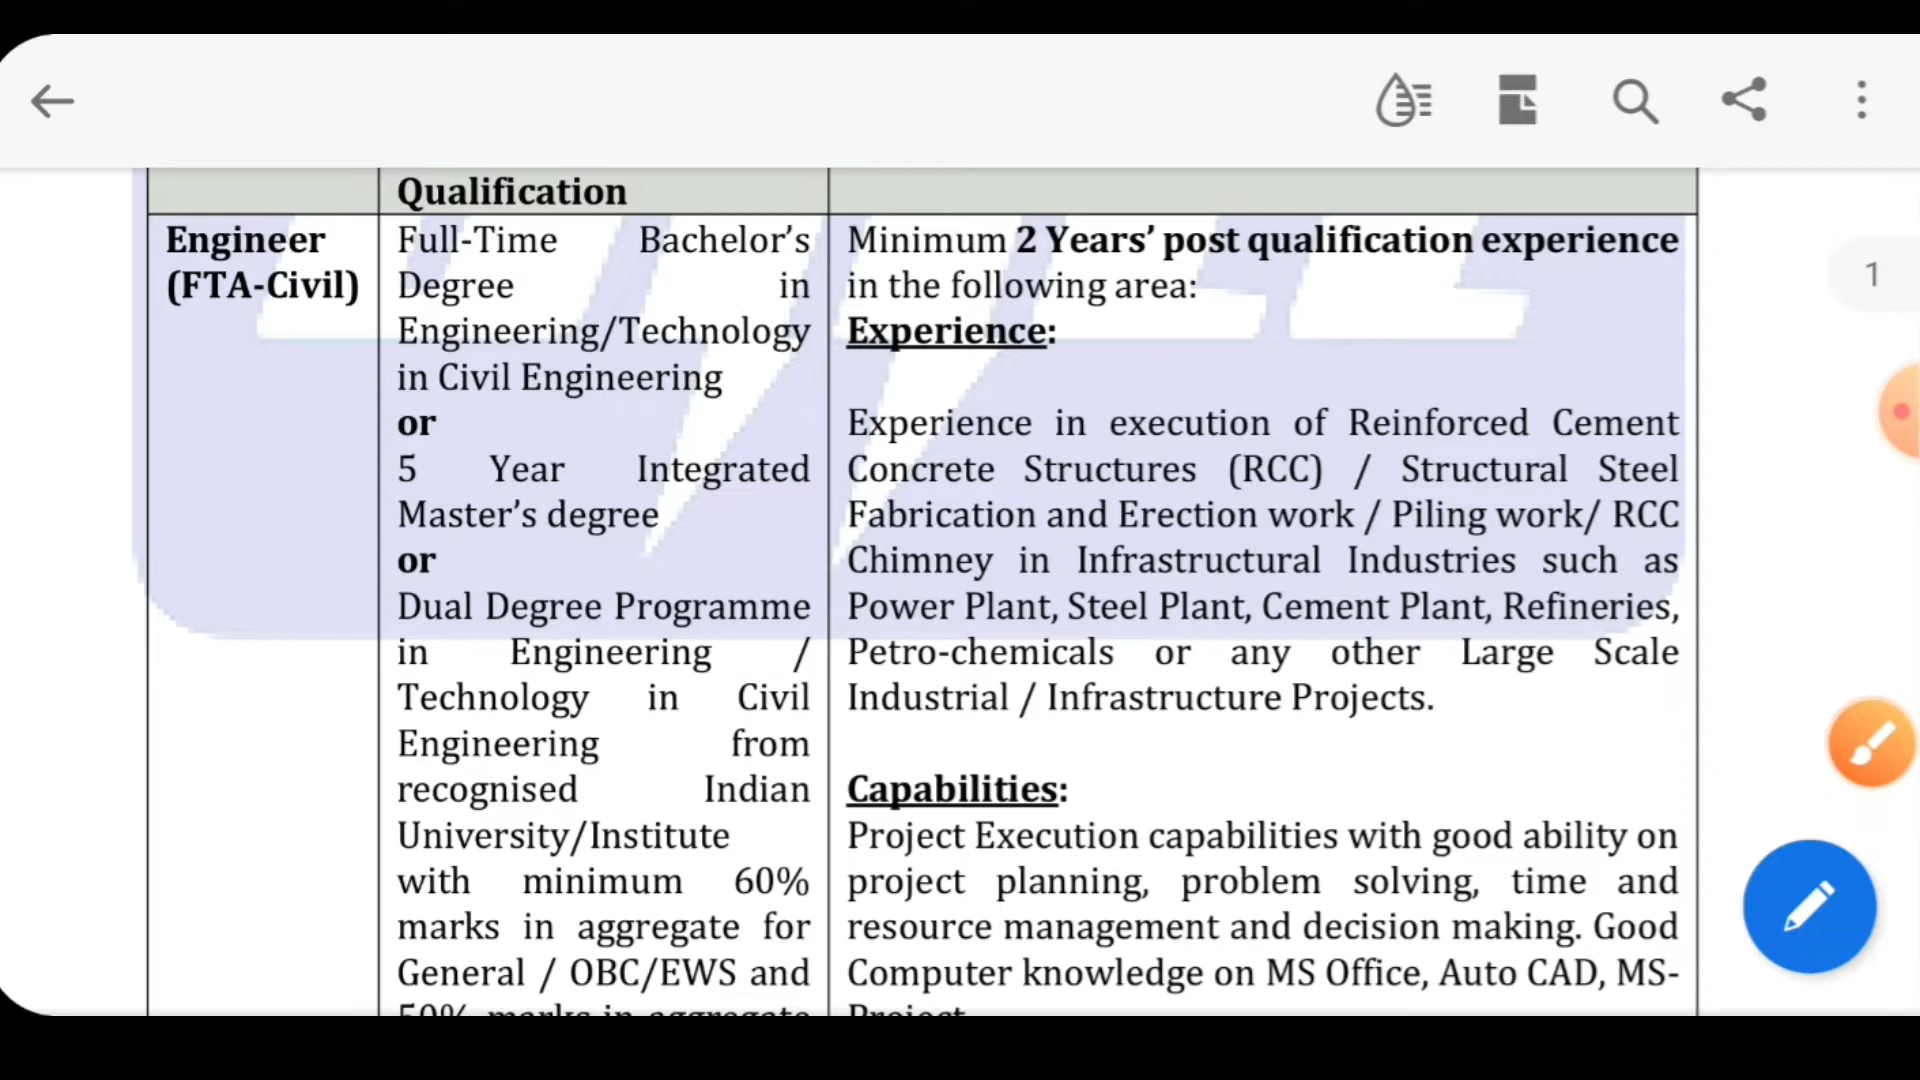 Qualification
Engineer
(FTA-Civil)
Full-Time Bachelor’s
Degree in
Engineering/Technology
in Civil Engineering
or
5 Year Integrated
Master’s degree
or
Dual Degree Programme
in Engineering /
Technology in Civil
Engineering from
recognised Indian
University/Institute
with minimum 60%
marks in aggregate for
General / OBC/EWS and
50% marks in aggregate
Minimum 2 Years’ post qualification experience
in the following area:
Experience:
Experience in execution of Reinforced Cement
Concrete Structures (RCC) / Structural Steel
Fabrication and Erection work / Piling work/ RCC
Chimney in Infrastructural Industries such as
Power Plant, Steel Plant, Cement Plant, Refineries,
Petro-chemicals or any other Large Scale
Industrial / Infrastructure Projects.
Capabilities:
Project Execution capabilities with good ability on
project planning, problem solving, time and
resource management and decision making. Good
Computer knowledge on MS Office, Auto CAD, MS-
Project
1